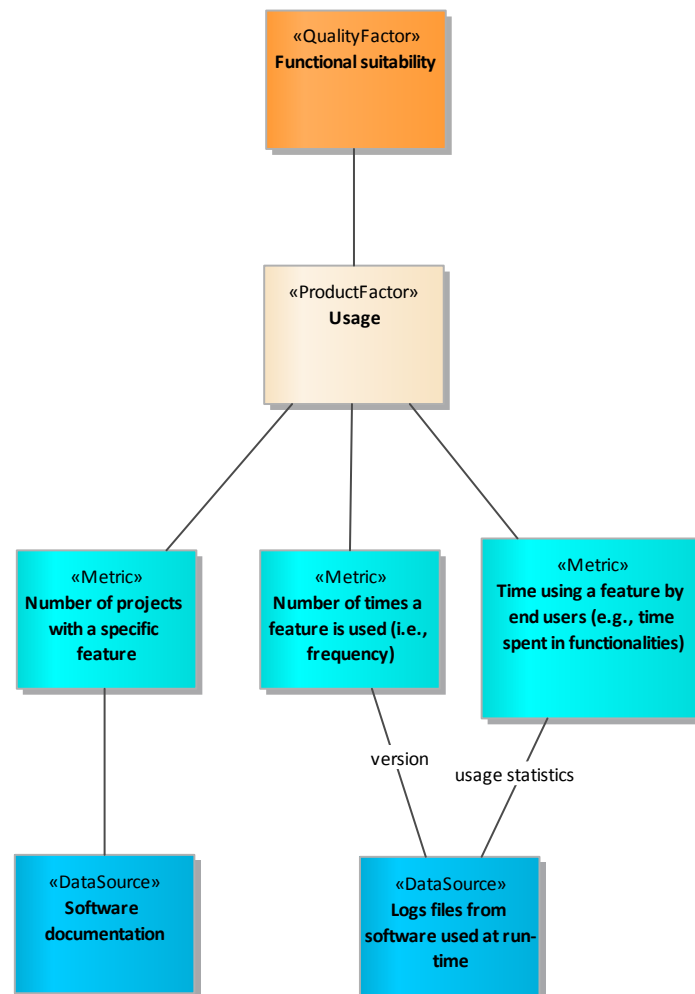 «QualityFactor»
Functional suitability
«ProductFactor»
Usage
«Metric»
Number of projects
with a specific
feature
«Metric»
Number of times a
feature is used (i.e.,
frequency)
«Metric»
Time using a feature by
end users (e.g., time
spent in functionalities)
version
usage statistics
«DataSource»
Software
documentation
«DataSource»
Logs files from
software used at run-
time